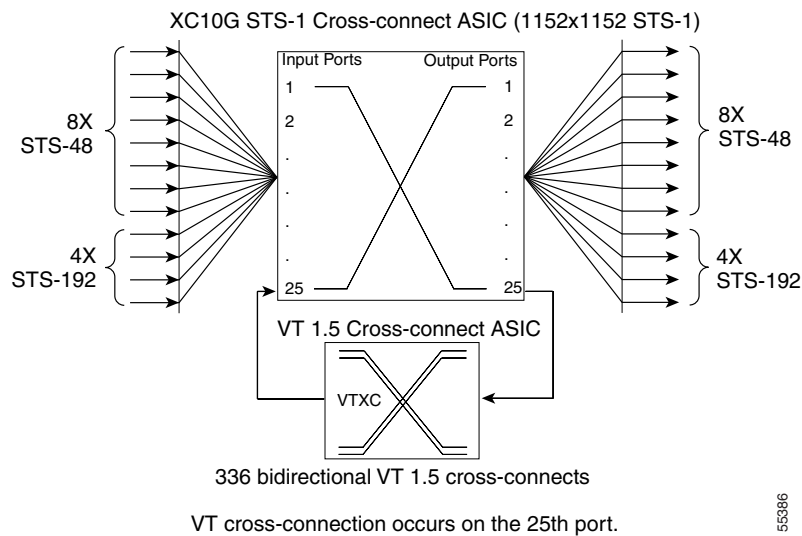 XC10G STS-1 Cross-connect ASIC (1152x1152 STS-1)
Input Ports
Output Ports
1
1
2
2
.
.
.
.
.
.
.
.
25
25
8X
STS-48
8X
STS-48
4X
STS-192
4X
STS-192
VT 1.5 Cross-connect ASIC
VTXC
336 bidirectional VT 1.5 cross-connects
VT cross-connection occurs on the 25th port.
55386